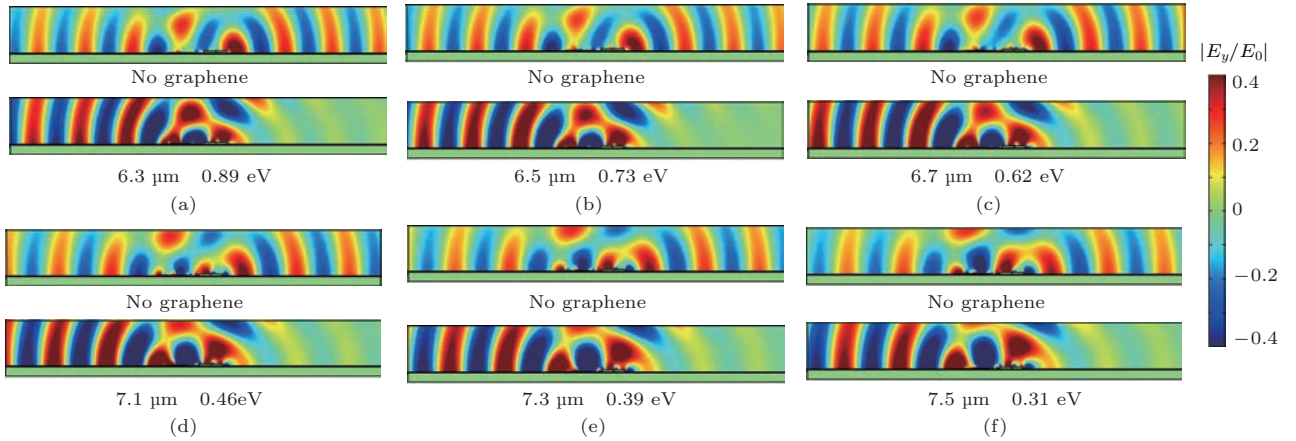 No graphene
6.3 µm 0.89 eV
(a)
No graphene
6.5 µm 0.73 eV
(b)
No graphene
6.7 µm 0.62 eV
(c)
|Ey/E0|
0.4
0.2
0
−0.2
−0.4
No graphene
7.1 µm 0.46eV
(d)
No graphene
7.3 µm 0.39 eV
(e)
No graphene
7.5 µm 0.31 eV
(f)